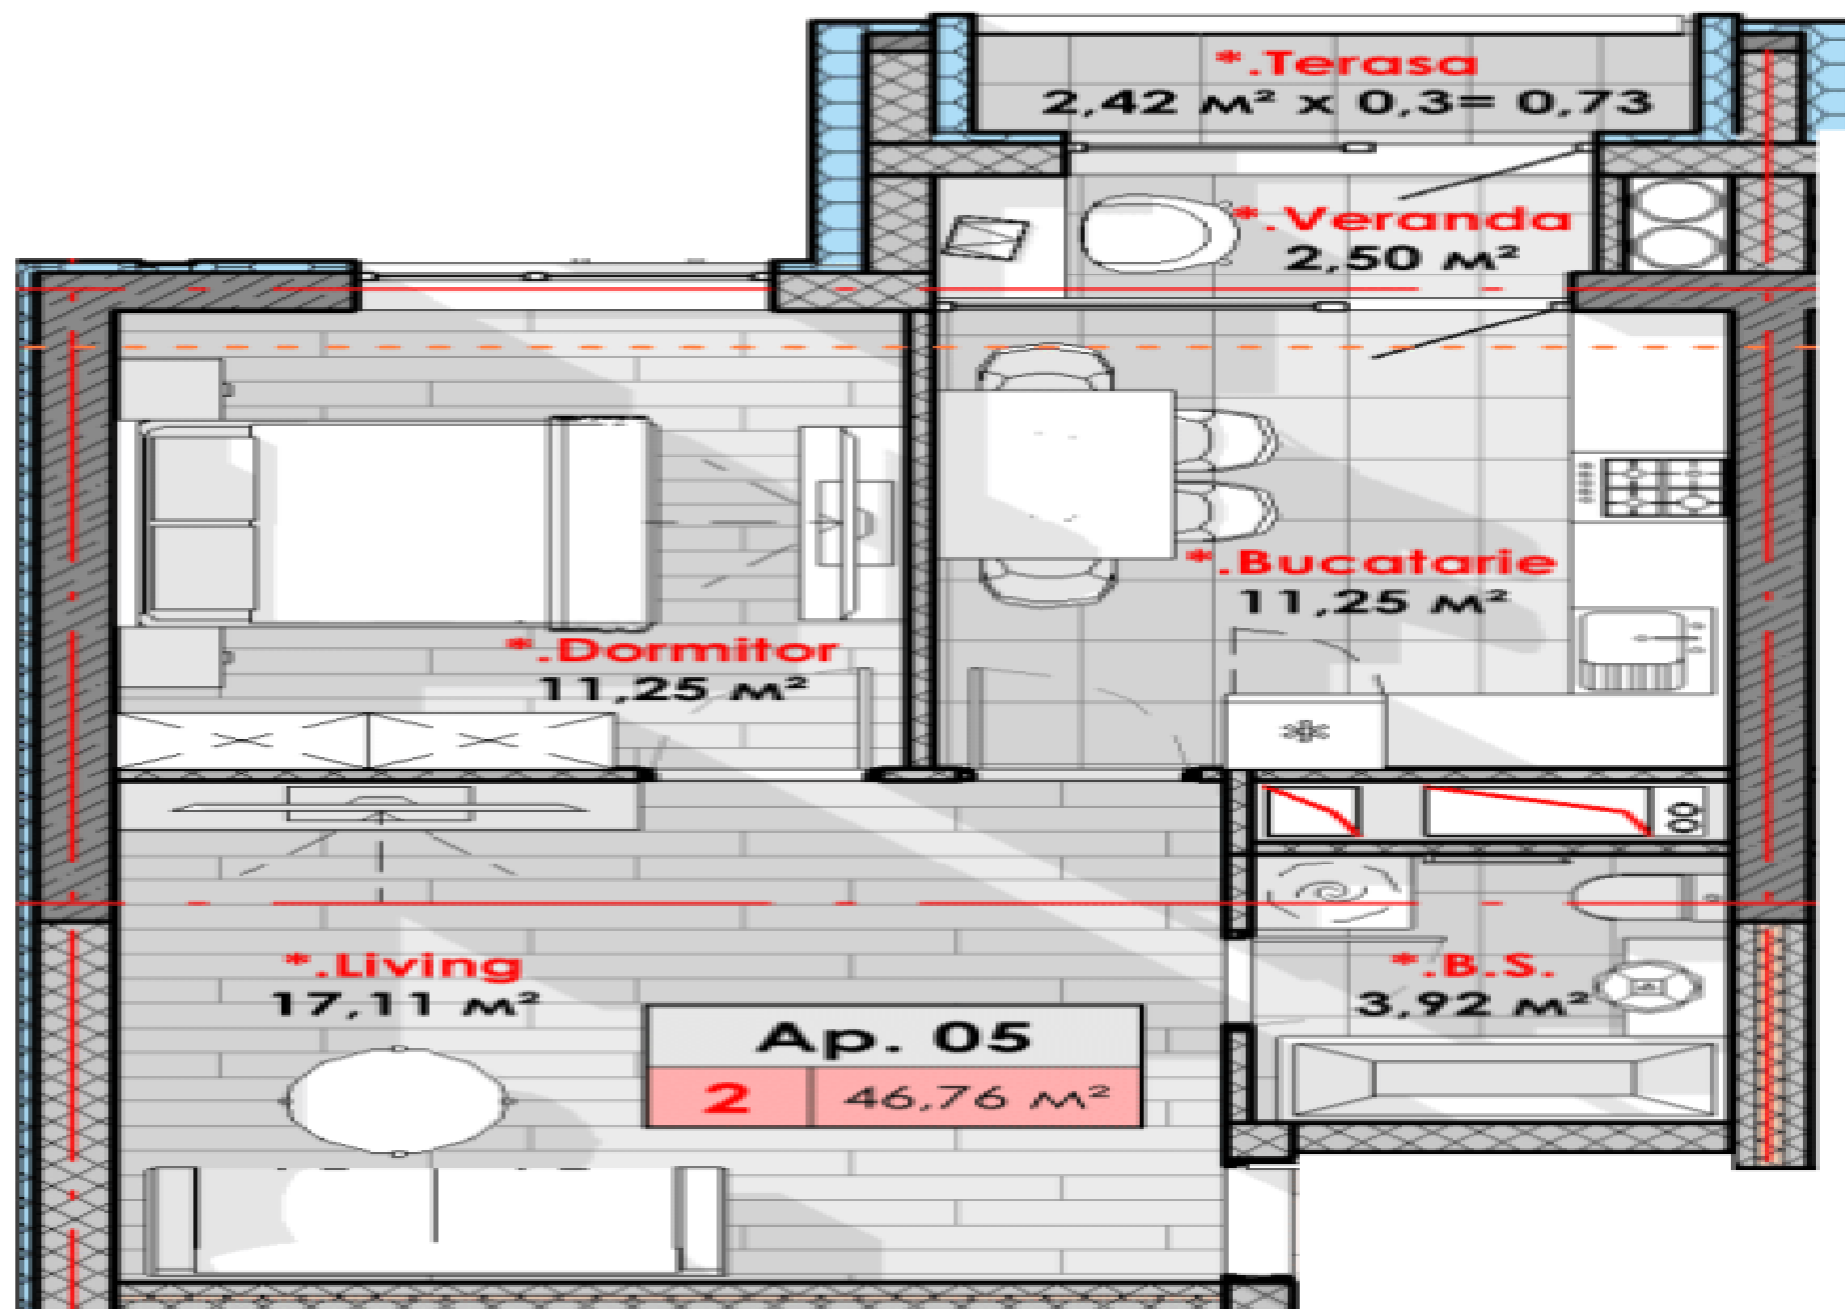 *.Terasa
2,42 м² x 0,3= 0,73
*.Veranda
2,50 м²
*.Bucatarie
11,25 м²
*.Dormitor
11,25 м²
*.Living
17,11 м²
*.B.S.
3,92 м²
Ap. 05
2 46,76 м²